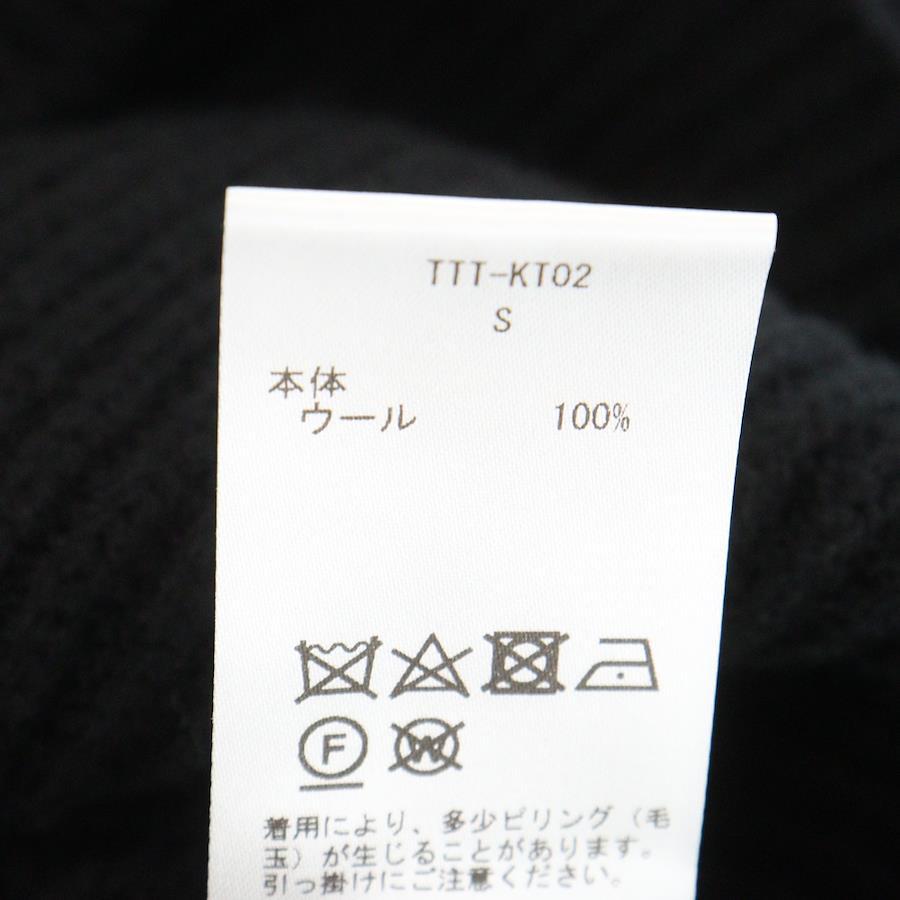 TTT-KT02
S
本体
ウール 100%
F
W
着用により、多少ピリング（毛
玉）が生じることがあります。
引っ掛けにご注意ください。